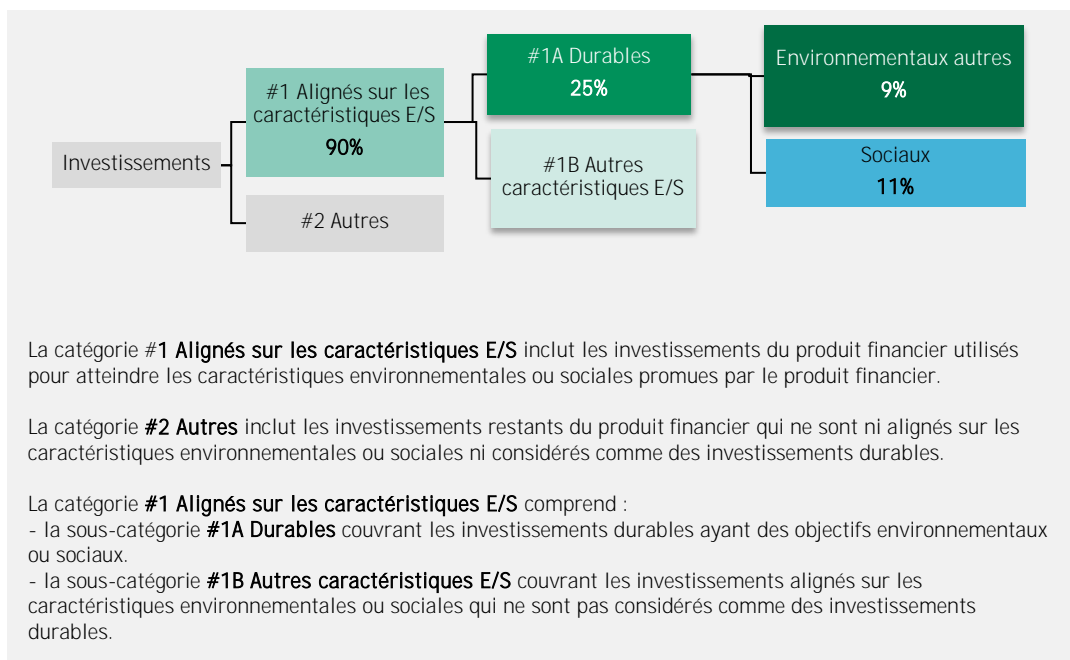 Investissements
#1 Alignés sur les
caractéristiques E/S
90%
#2 Autres
#1A Durables
25%
#1B Autres
caractéristiques E/S
Environnementaux autres
9%
Sociaux
11%
La catégorie #1 Alignés sur les caractéristiques E/S inclut les investissements du produit financier utilisés
pour atteindre les caractéristiques environnementales ou sociales promues par le produit financier.
La catégorie #2 Autres inclut les investissements restants du produit financier qui ne sont ni alignés sur les
caractéristiques environnementales ou sociales ni considérés comme des investissements durables.
La catégorie #1 Alignés sur les caractéristiques E/S comprend :
- la sous-catégorie #1A Durables couvrant les investissements durables ayant des objectifs environnementaux
ou sociaux.
- la sous-catégorie #1B Autres caractéristiques E/S couvrant les investissements alignés sur les
caractéristiques environnementales ou sociales qui ne sont pas considérés comme des investissements
durables.